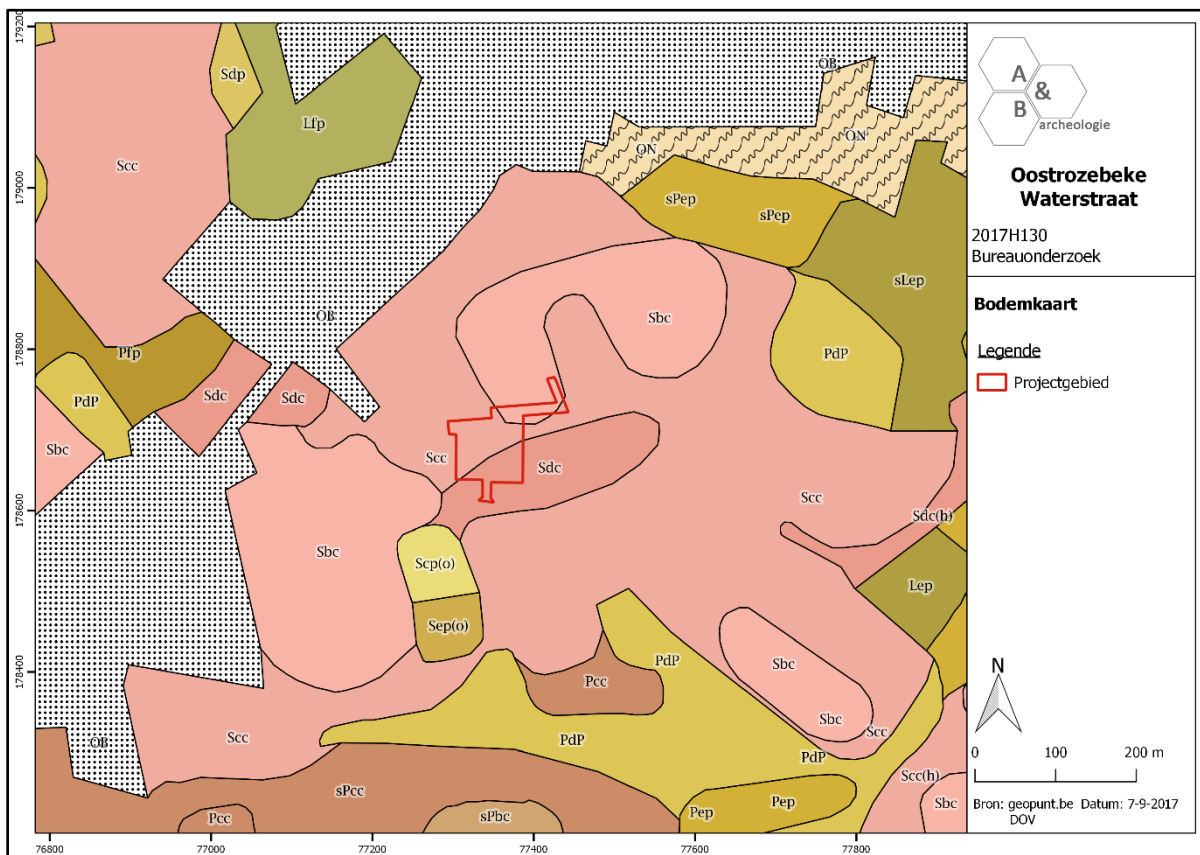 179200
179000
178800
178600
178400
76800
77000
77200
77400
77600
77800
Sdp
Lfp
Scc
OB
ON
ON
sPep
sPep
sLep
OB
Sbc
PdP
Pfp
PdP
Sdc
Sdc
Sbc
Scc
Sdc
Scc
Sdc(h)
Sbc
Scp(o)
Lep
Sep(o)
PdP
Sbc
Pcc
Sbc
Scc
OB
Scc
PdP
PdP
Scc(h)
sPcc
Pep
Sbc
Pcc
sPbc
Pep
A
&
B
archeologie
Oostrozebeke
Waterstraat
2017H130
Bureauonderzoek
Bodemkaart
Legende
Projectgebied
N
0 100 200 m
Bron: geopunt.be Datum: 7-9-2017
DOV